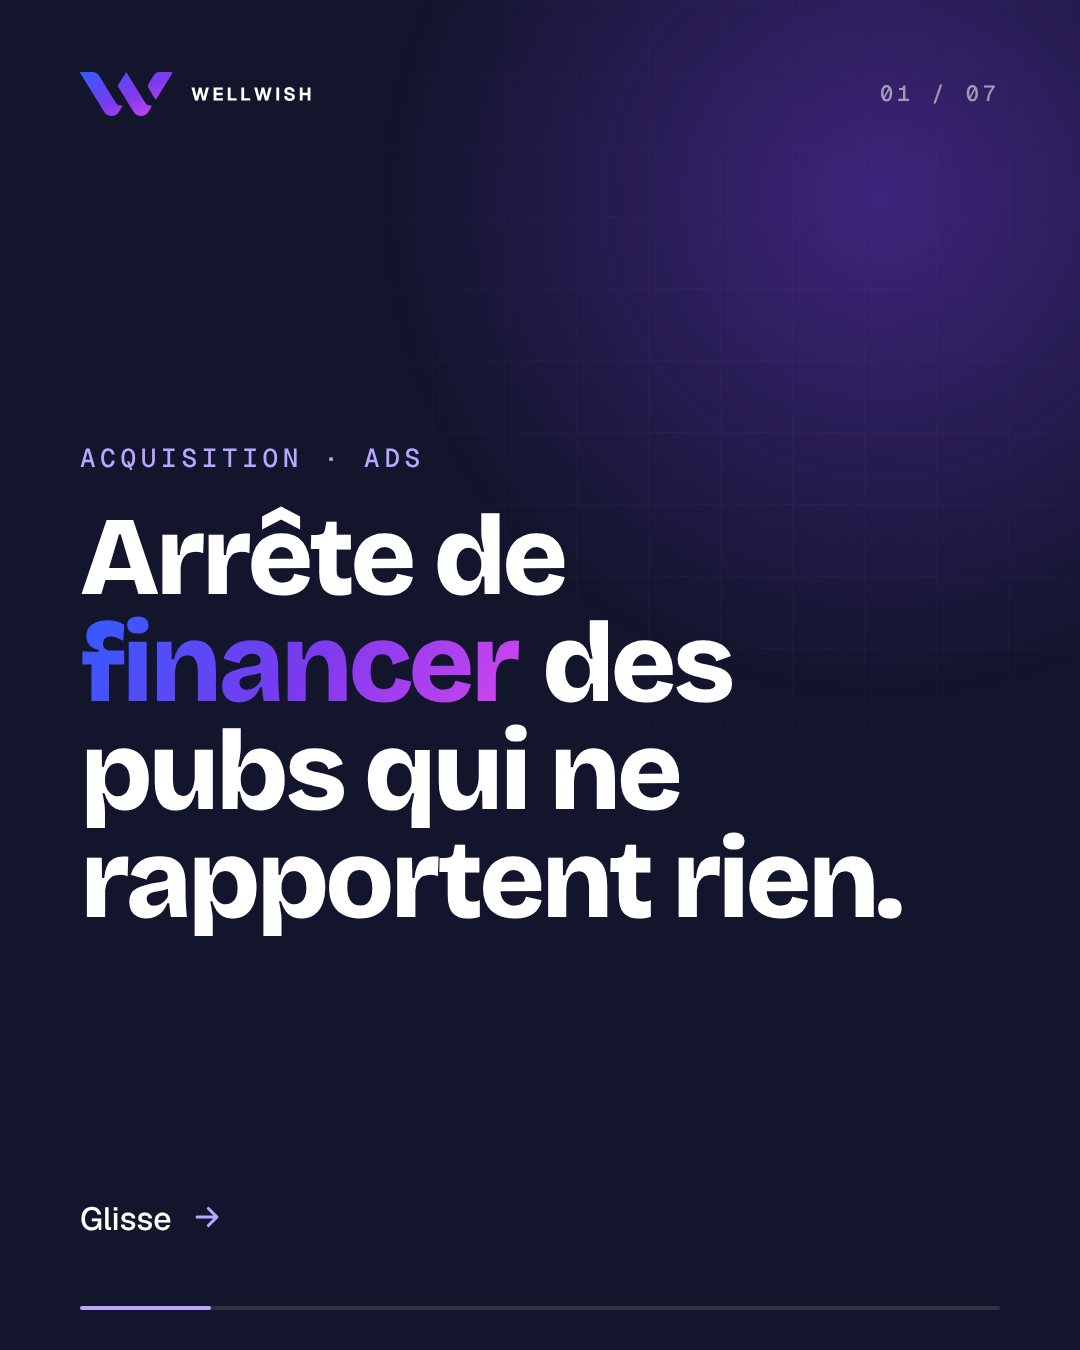 WELLWISH
01 / 07
ACQUISITION · ADS
Arrête de
financer des
pubs qui ne
rapportent rien.
Glisse →